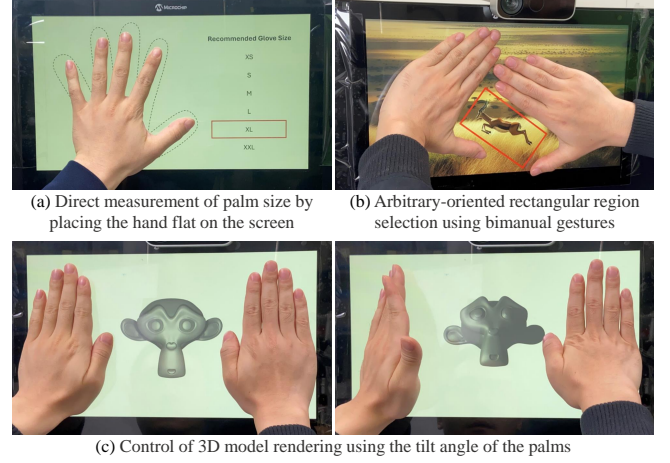 MICROCHIP
Recommended Glove Size
XS
S
M
L
XL
XXL
(a) Direct measurement of palm size by
placing the hand flat on the screen
(b) Arbitrary-oriented rectangular region
selection using bimanual gestures
(c) Control of 3D model rendering using the tilt angle of the palms